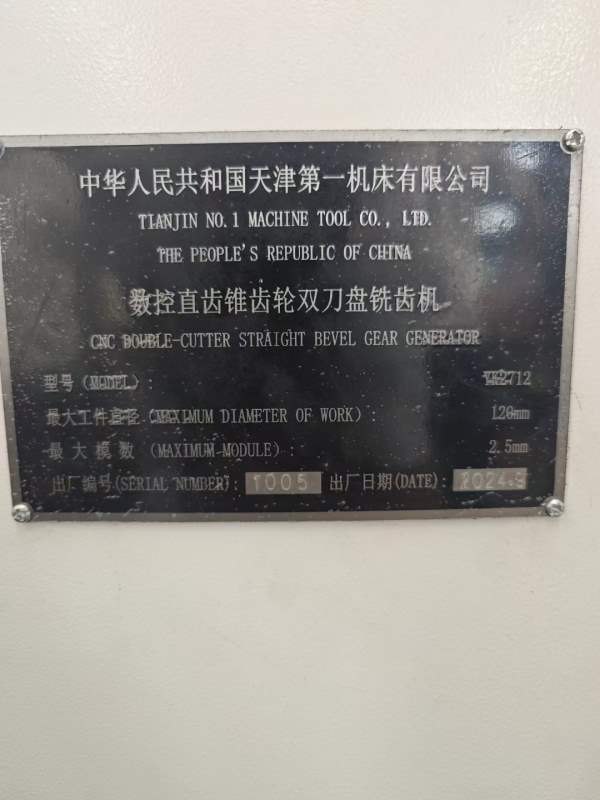 中华人民共和国天津第一机床有限公司
TIANJIN NO.1 MACHINE TOOL CO., LTD.
THE PEOPLE'S REPUBLIC OF CHINA
数控直齿锥齿轮双刀盘铣齿机
CNC DOUBLE-CUTTER STRAIGHT BEVEL GEAR GENERATOR
型号（MODEL）: YK2712
最大工件直径（MAXIMUM DIAMETER OF WORK） 120mm
最大模数（MAXIMUM MODULE）: 2.5mm
出厂编号(SERIAL NUMBER): 1005 出厂日期(DATE): 2024.9